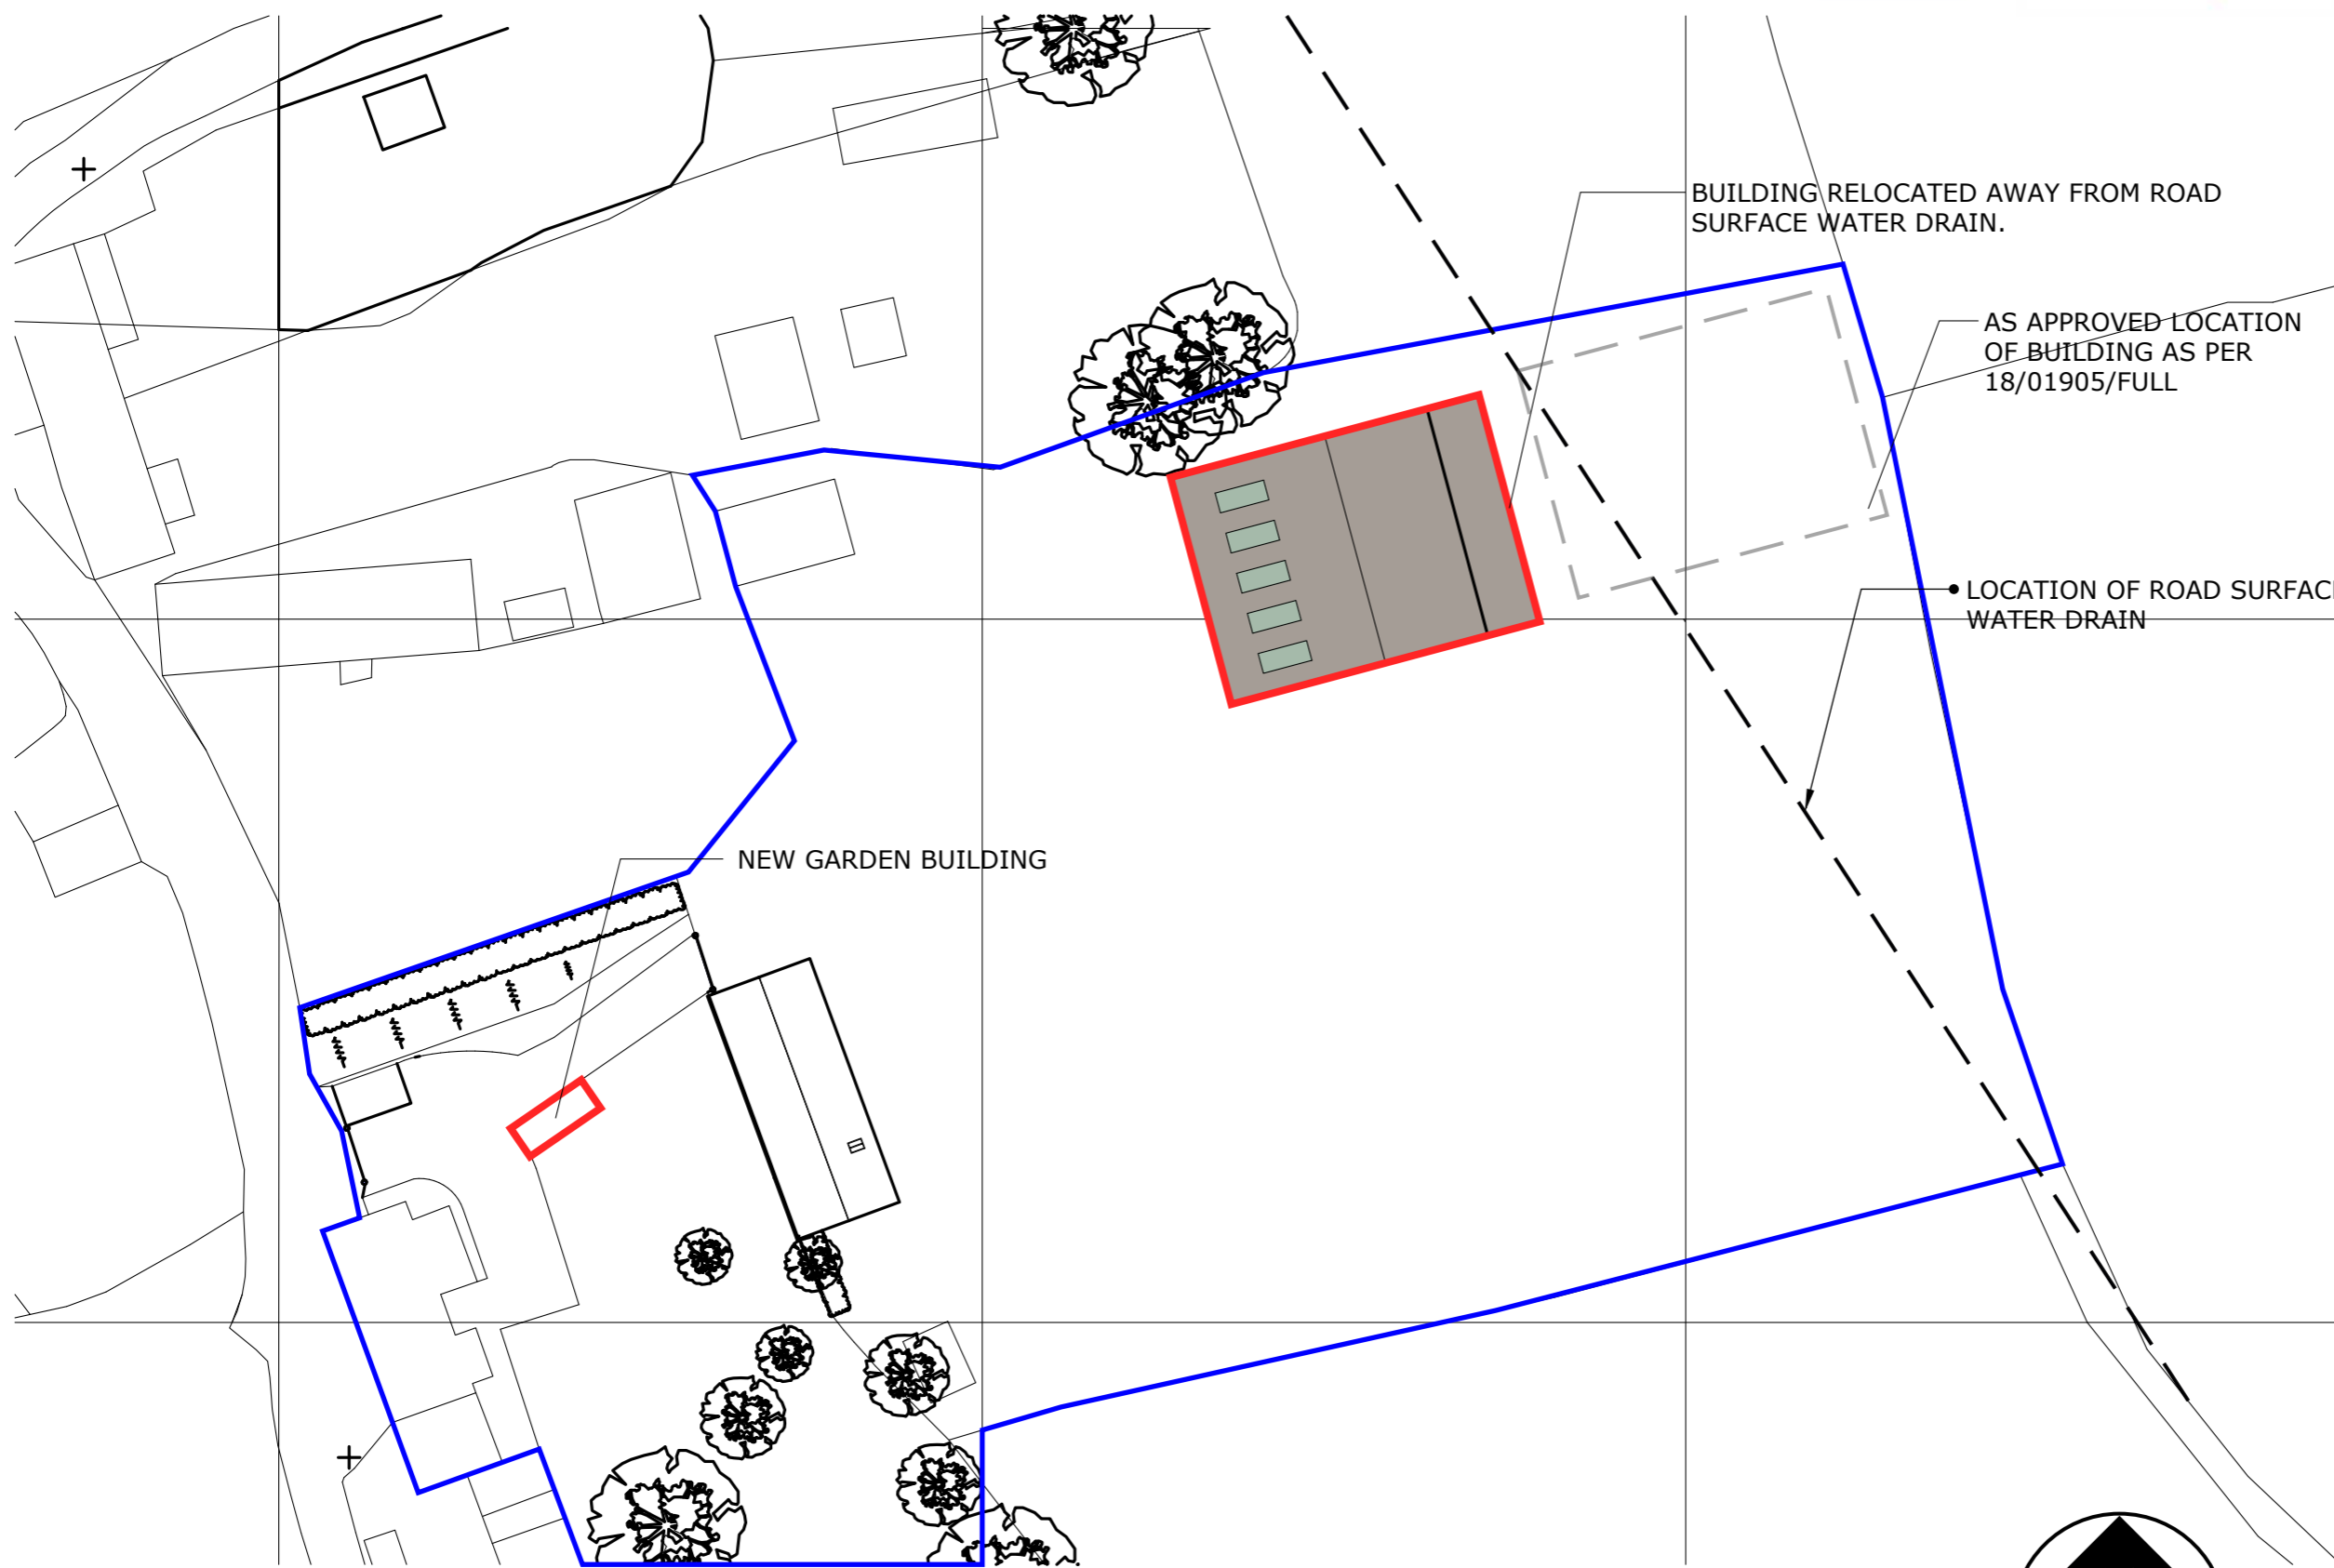 BUILDING RELOCATED AWAY FROM ROAD
SURFACE WATER DRAIN.
AS APPROVED LOCATION
OF BUILDING AS PER
18/01905/FULL
LOCATION OF ROAD SURFACE
WATER DRAIN
NEW GARDEN BUILDING